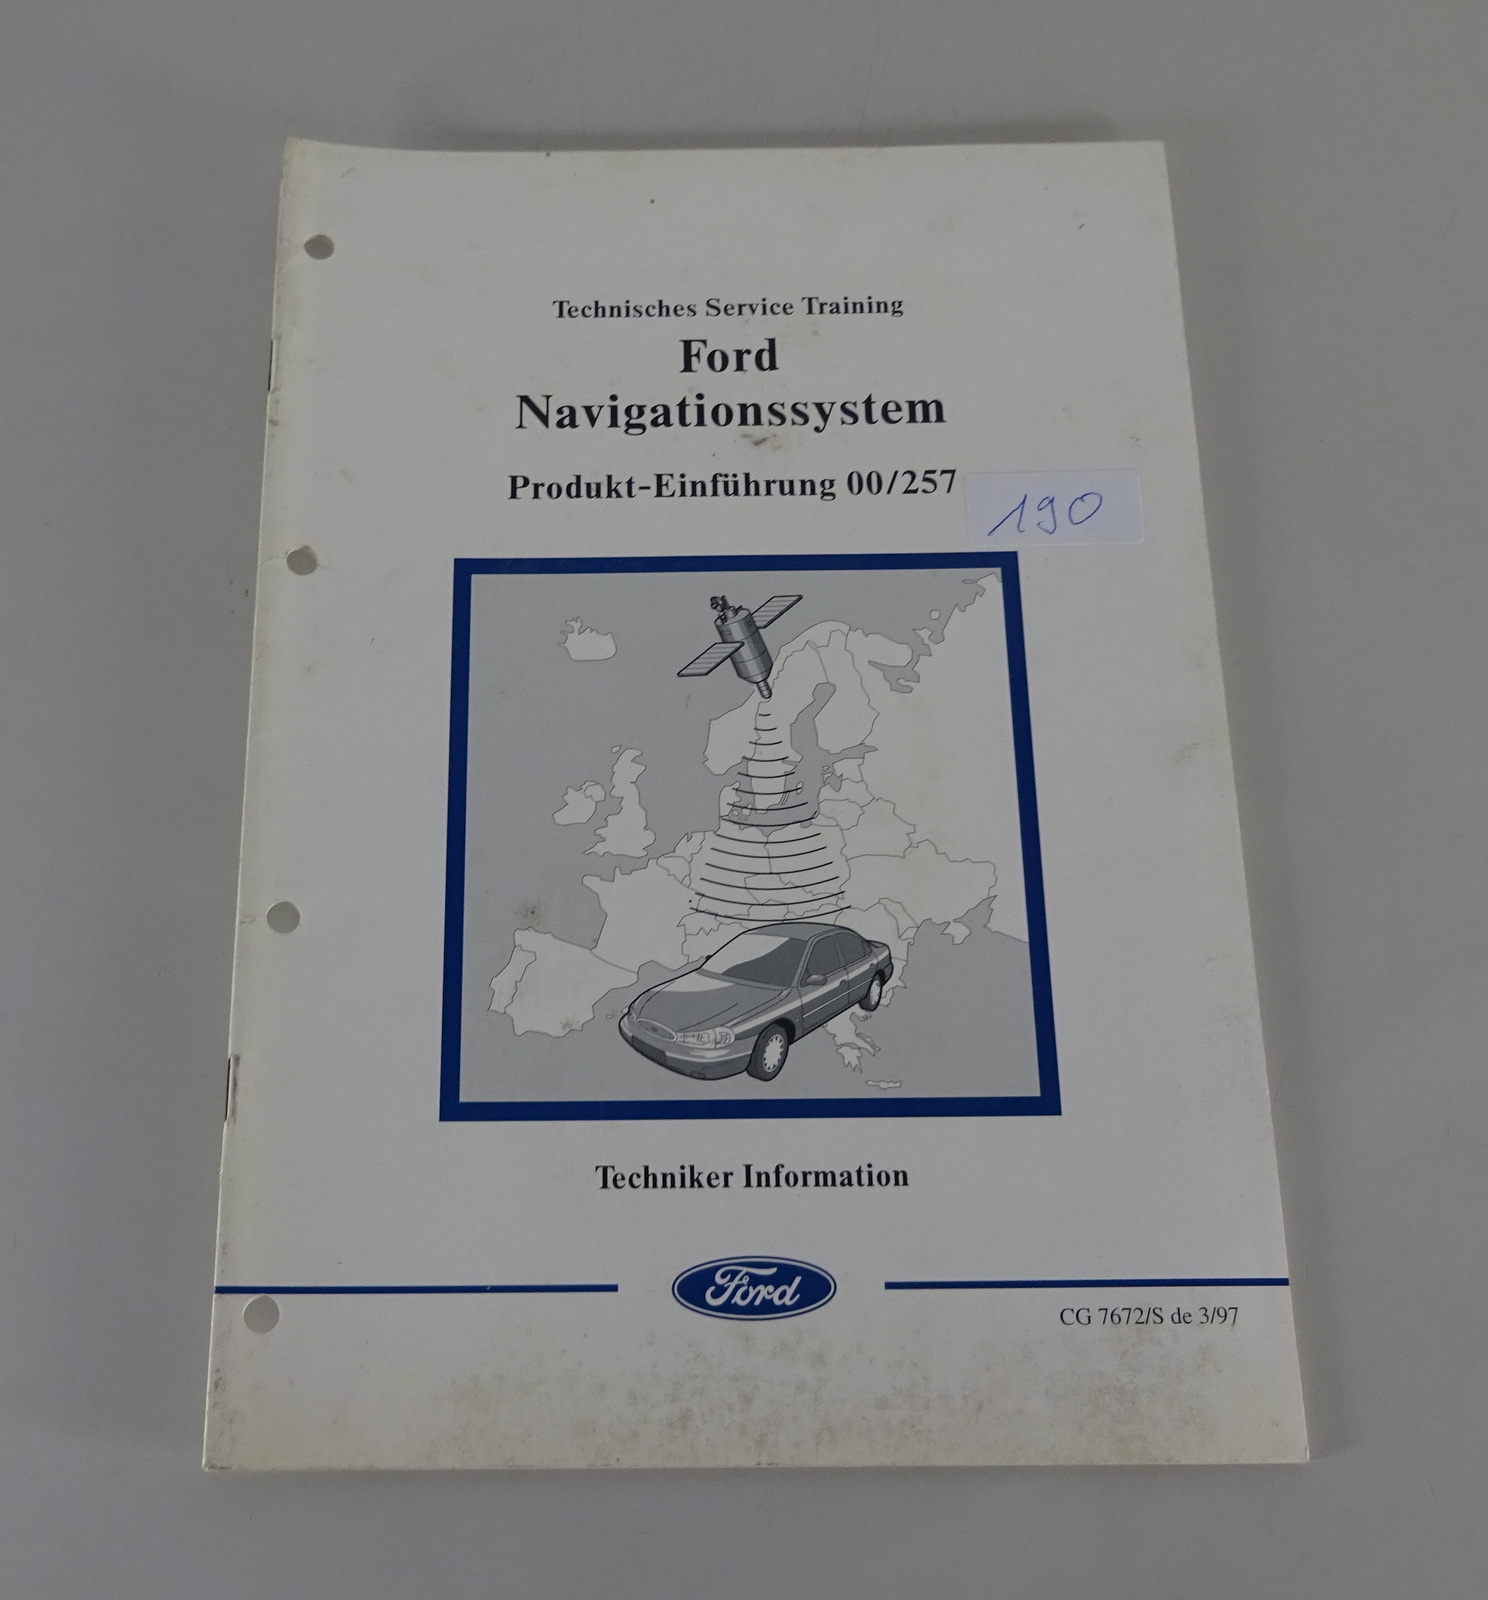 Technisches Service Training
Ford
Navigationssystem
Produkt-Einführung 00/257
190
Techniker Information
Ford
CG 7672/S de 3/97